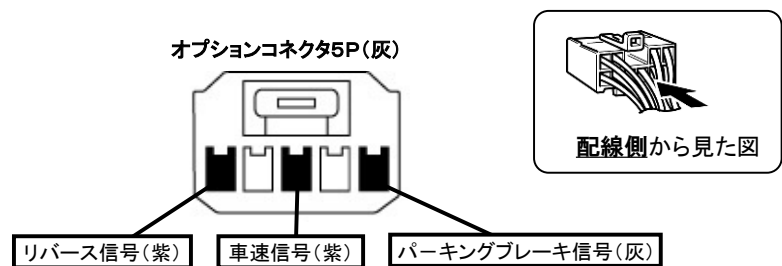 オプションコネクタ5P(灰)
配線側から見た図
リバース信号(紫)
車速信号(紫)
パーキングブレーキ信号(灰)